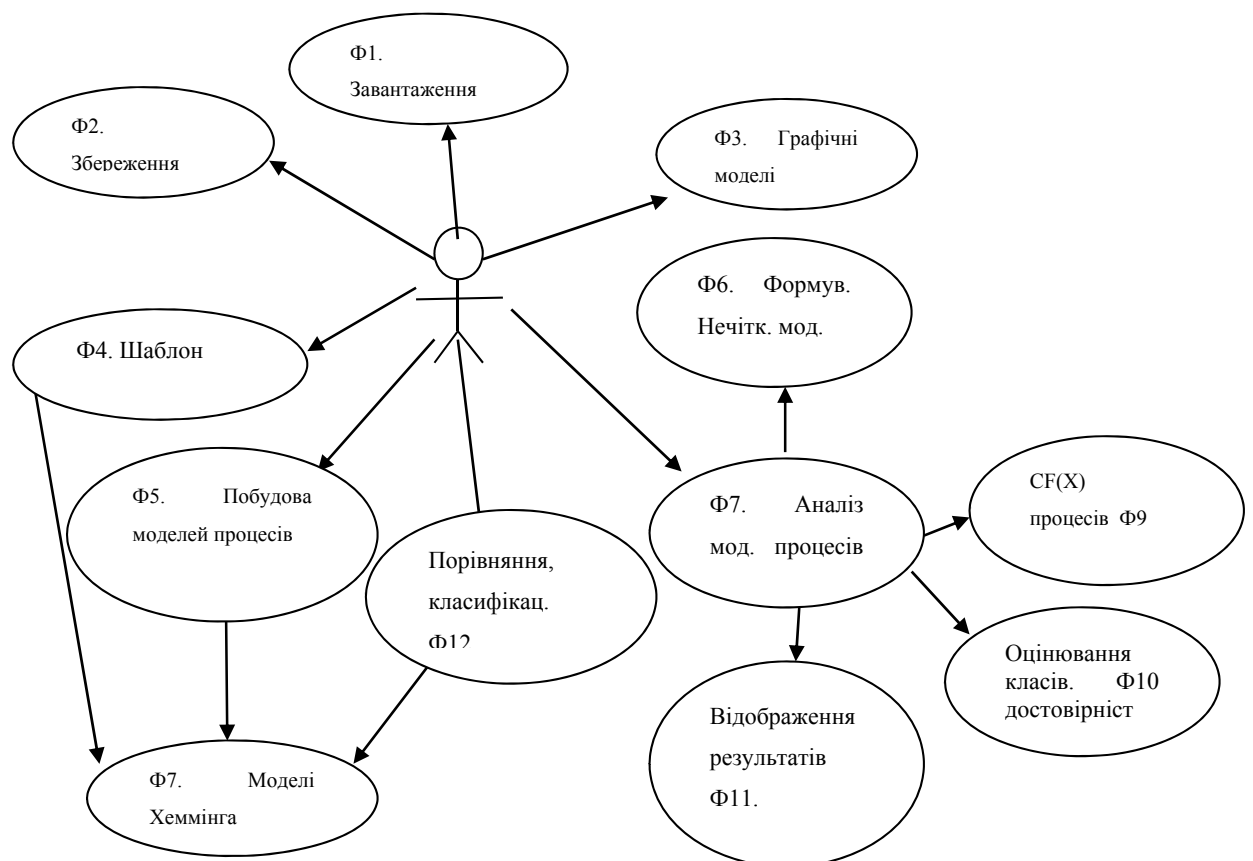 Ф1.
Завантаження
Ф2.
Збереження
Ф3. Графічні
моделі
Ф6. Формув.
Нечітк. мод.
Ф4. Шаблон
Ф5. Побудова
моделей процесів
Порівняння,
класифікац.
Ф12
Ф7. Аналіз
мод. процесів
CF(X)
процесів Ф9
Оцінювання
класів. Ф10
достовірніст
Відображення
результатів
Ф11.
Ф7. Моделі
Хеммінга